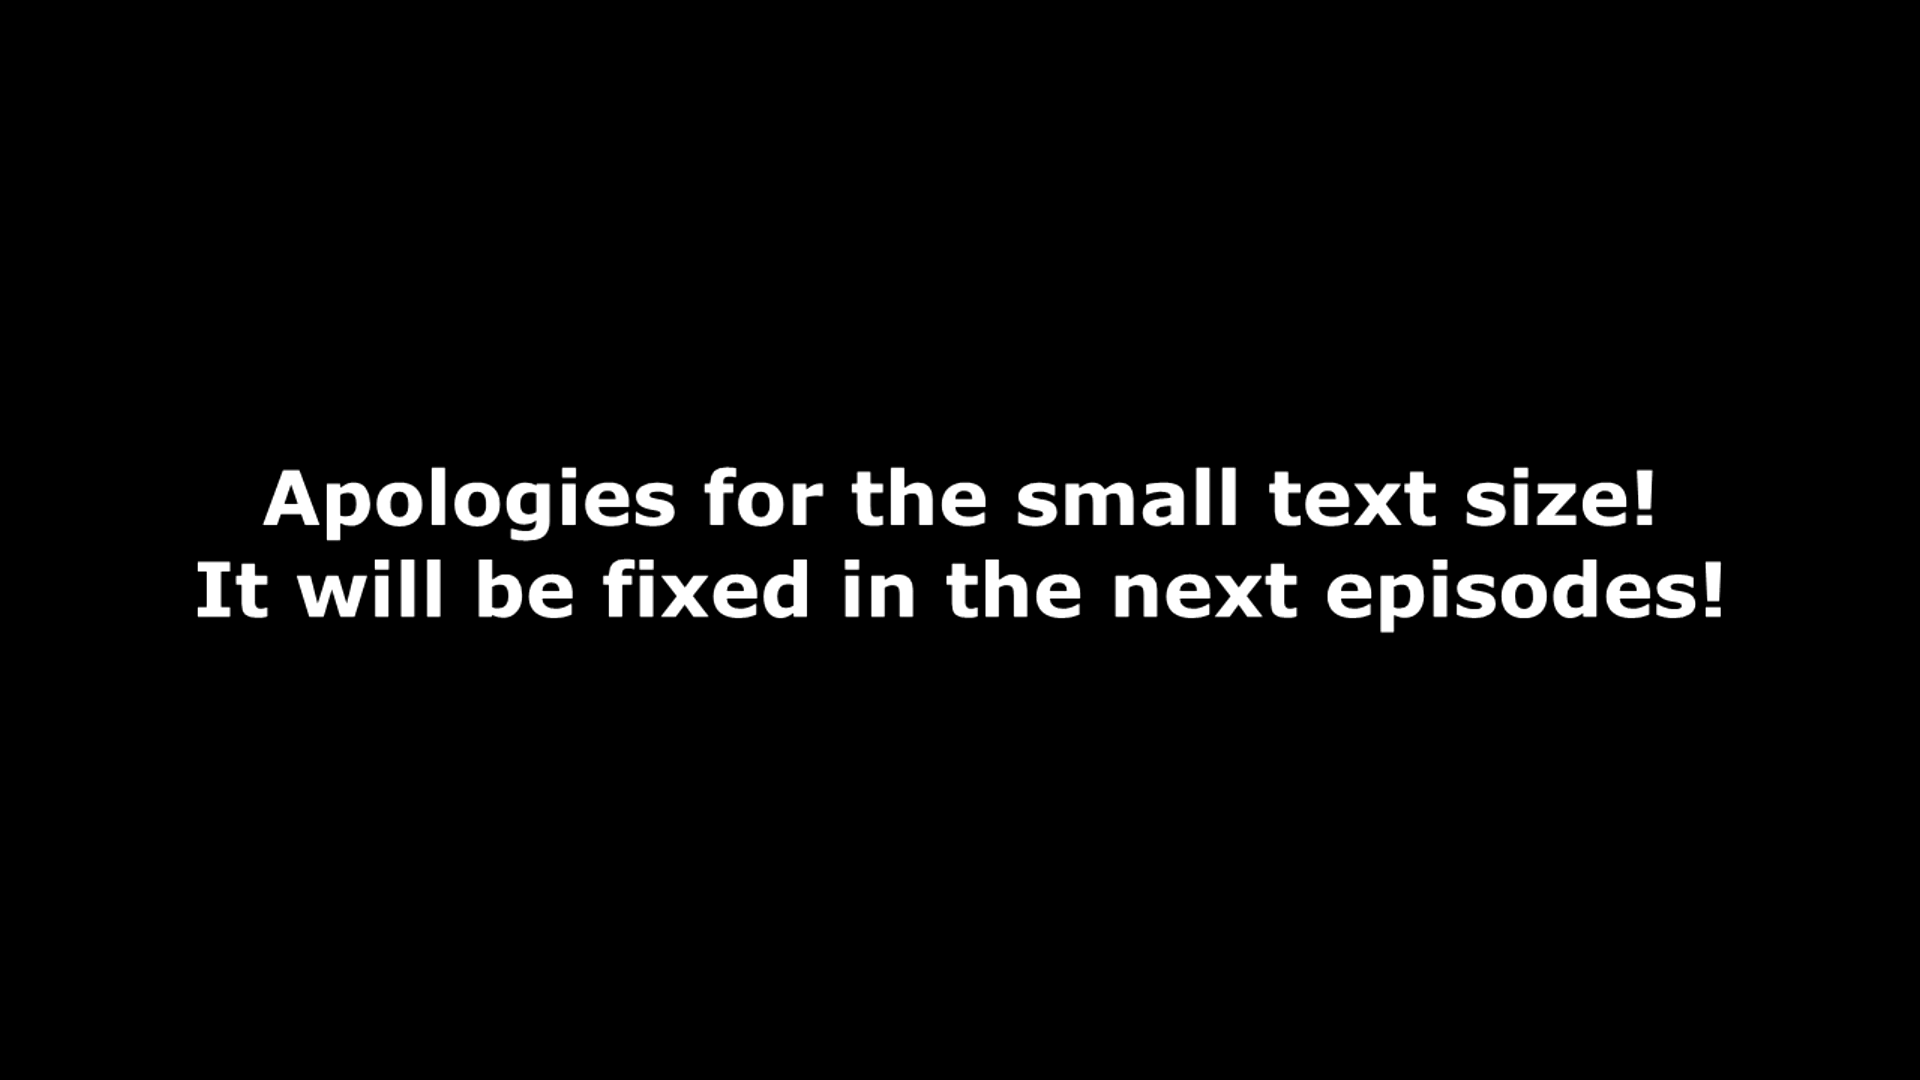 Apologies for the small text size!
It will be fixed in the next episodes!